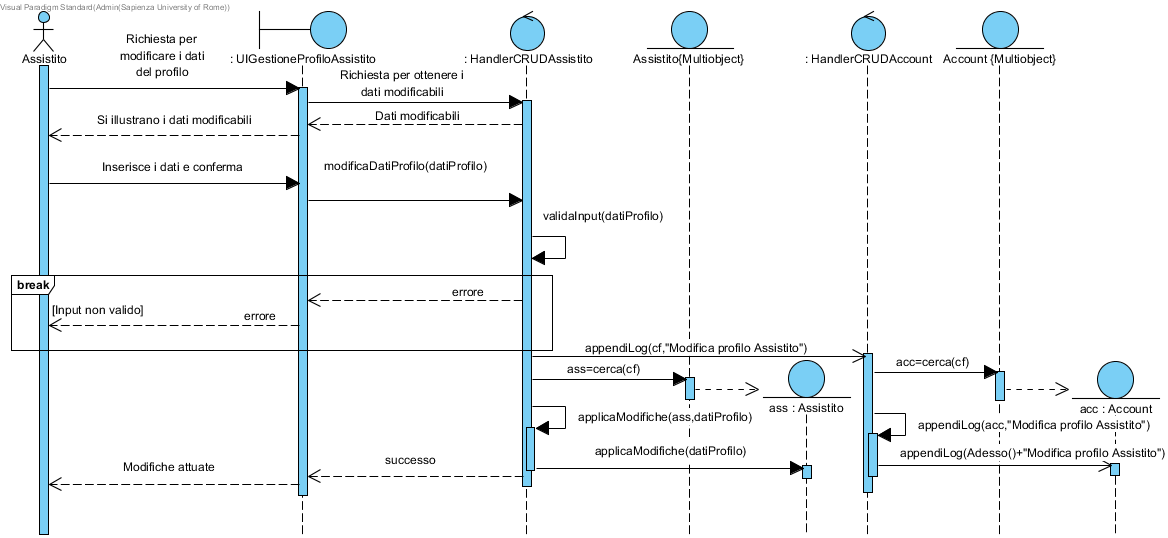 Visual Paradigm Standard(Admin(Sapienza University of Rome))
Assistito
: UIGestioneProfiloAssistito
: HandlerCRUDAssistito
Assistito{Multiobject}
: HandlerCRUDAccount
Account {Multiobject}
Richiesta per
modificare i dati
del profilo
Richiesta per ottenere i
dati modificabili
Dati modificabili
Si illustrano i dati modificabili
Inserisce i dati e conferma
modificaDatiProfilo(datiProfilo)
validaInput(datiProfilo)
break
errore
[Input non valido]
errore
appendiLog(cf,"Modifica profilo Assistito")
ass=cerca(cf)
acc=cerca(cf)
ass : Assistito
acc : Account
applicaModifiche(ass,datiProfilo)
appendiLog(acc,"Modifica profilo Assistito")
applicaModifiche(datiProfilo)
appendiLog(Adesso()+"Modifica profilo Assistito")
successo
Modifiche attuate